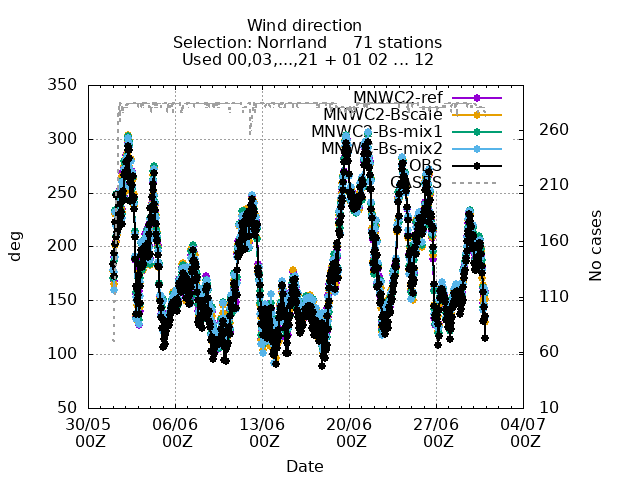 Wind direction
Selection: Norrland 71 stations
Used 00,03,...,21 + 01 02 ... 12
350
300
250
200
150
100
50
deg
MNWC2-ref
MNWC2-Bscale
MNWC2-Bs-mix1
MNWC2-Bs-mix2
OBS
CASES
260
210
160
110
60
10
No cases
30/05 06/06 13/06 20/06 27/06 04/07
00Z 00Z 00Z 00Z 00Z 00Z
Date